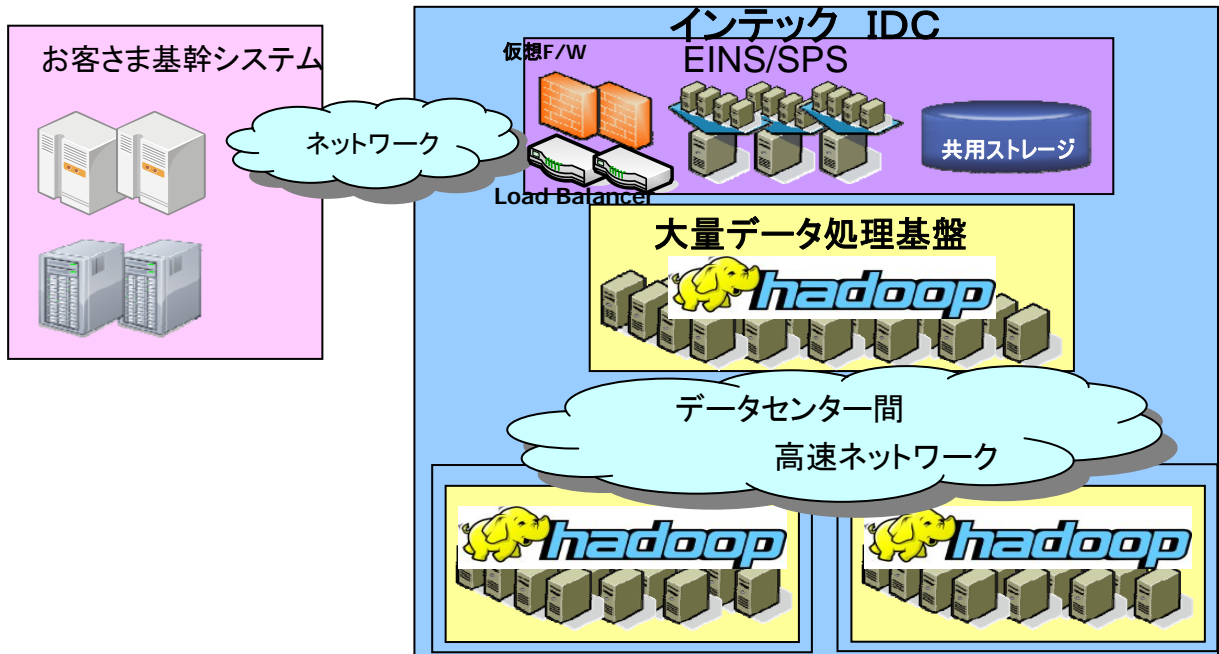 インテック IDC
お客さま基幹システム
仮想F/W
EINS/SPS
ネットワーク
共用ストレージ
Load Balancer
大量データ処理基盤
hadoop
データセンター間
高速ネットワーク
hadoop
hadoop